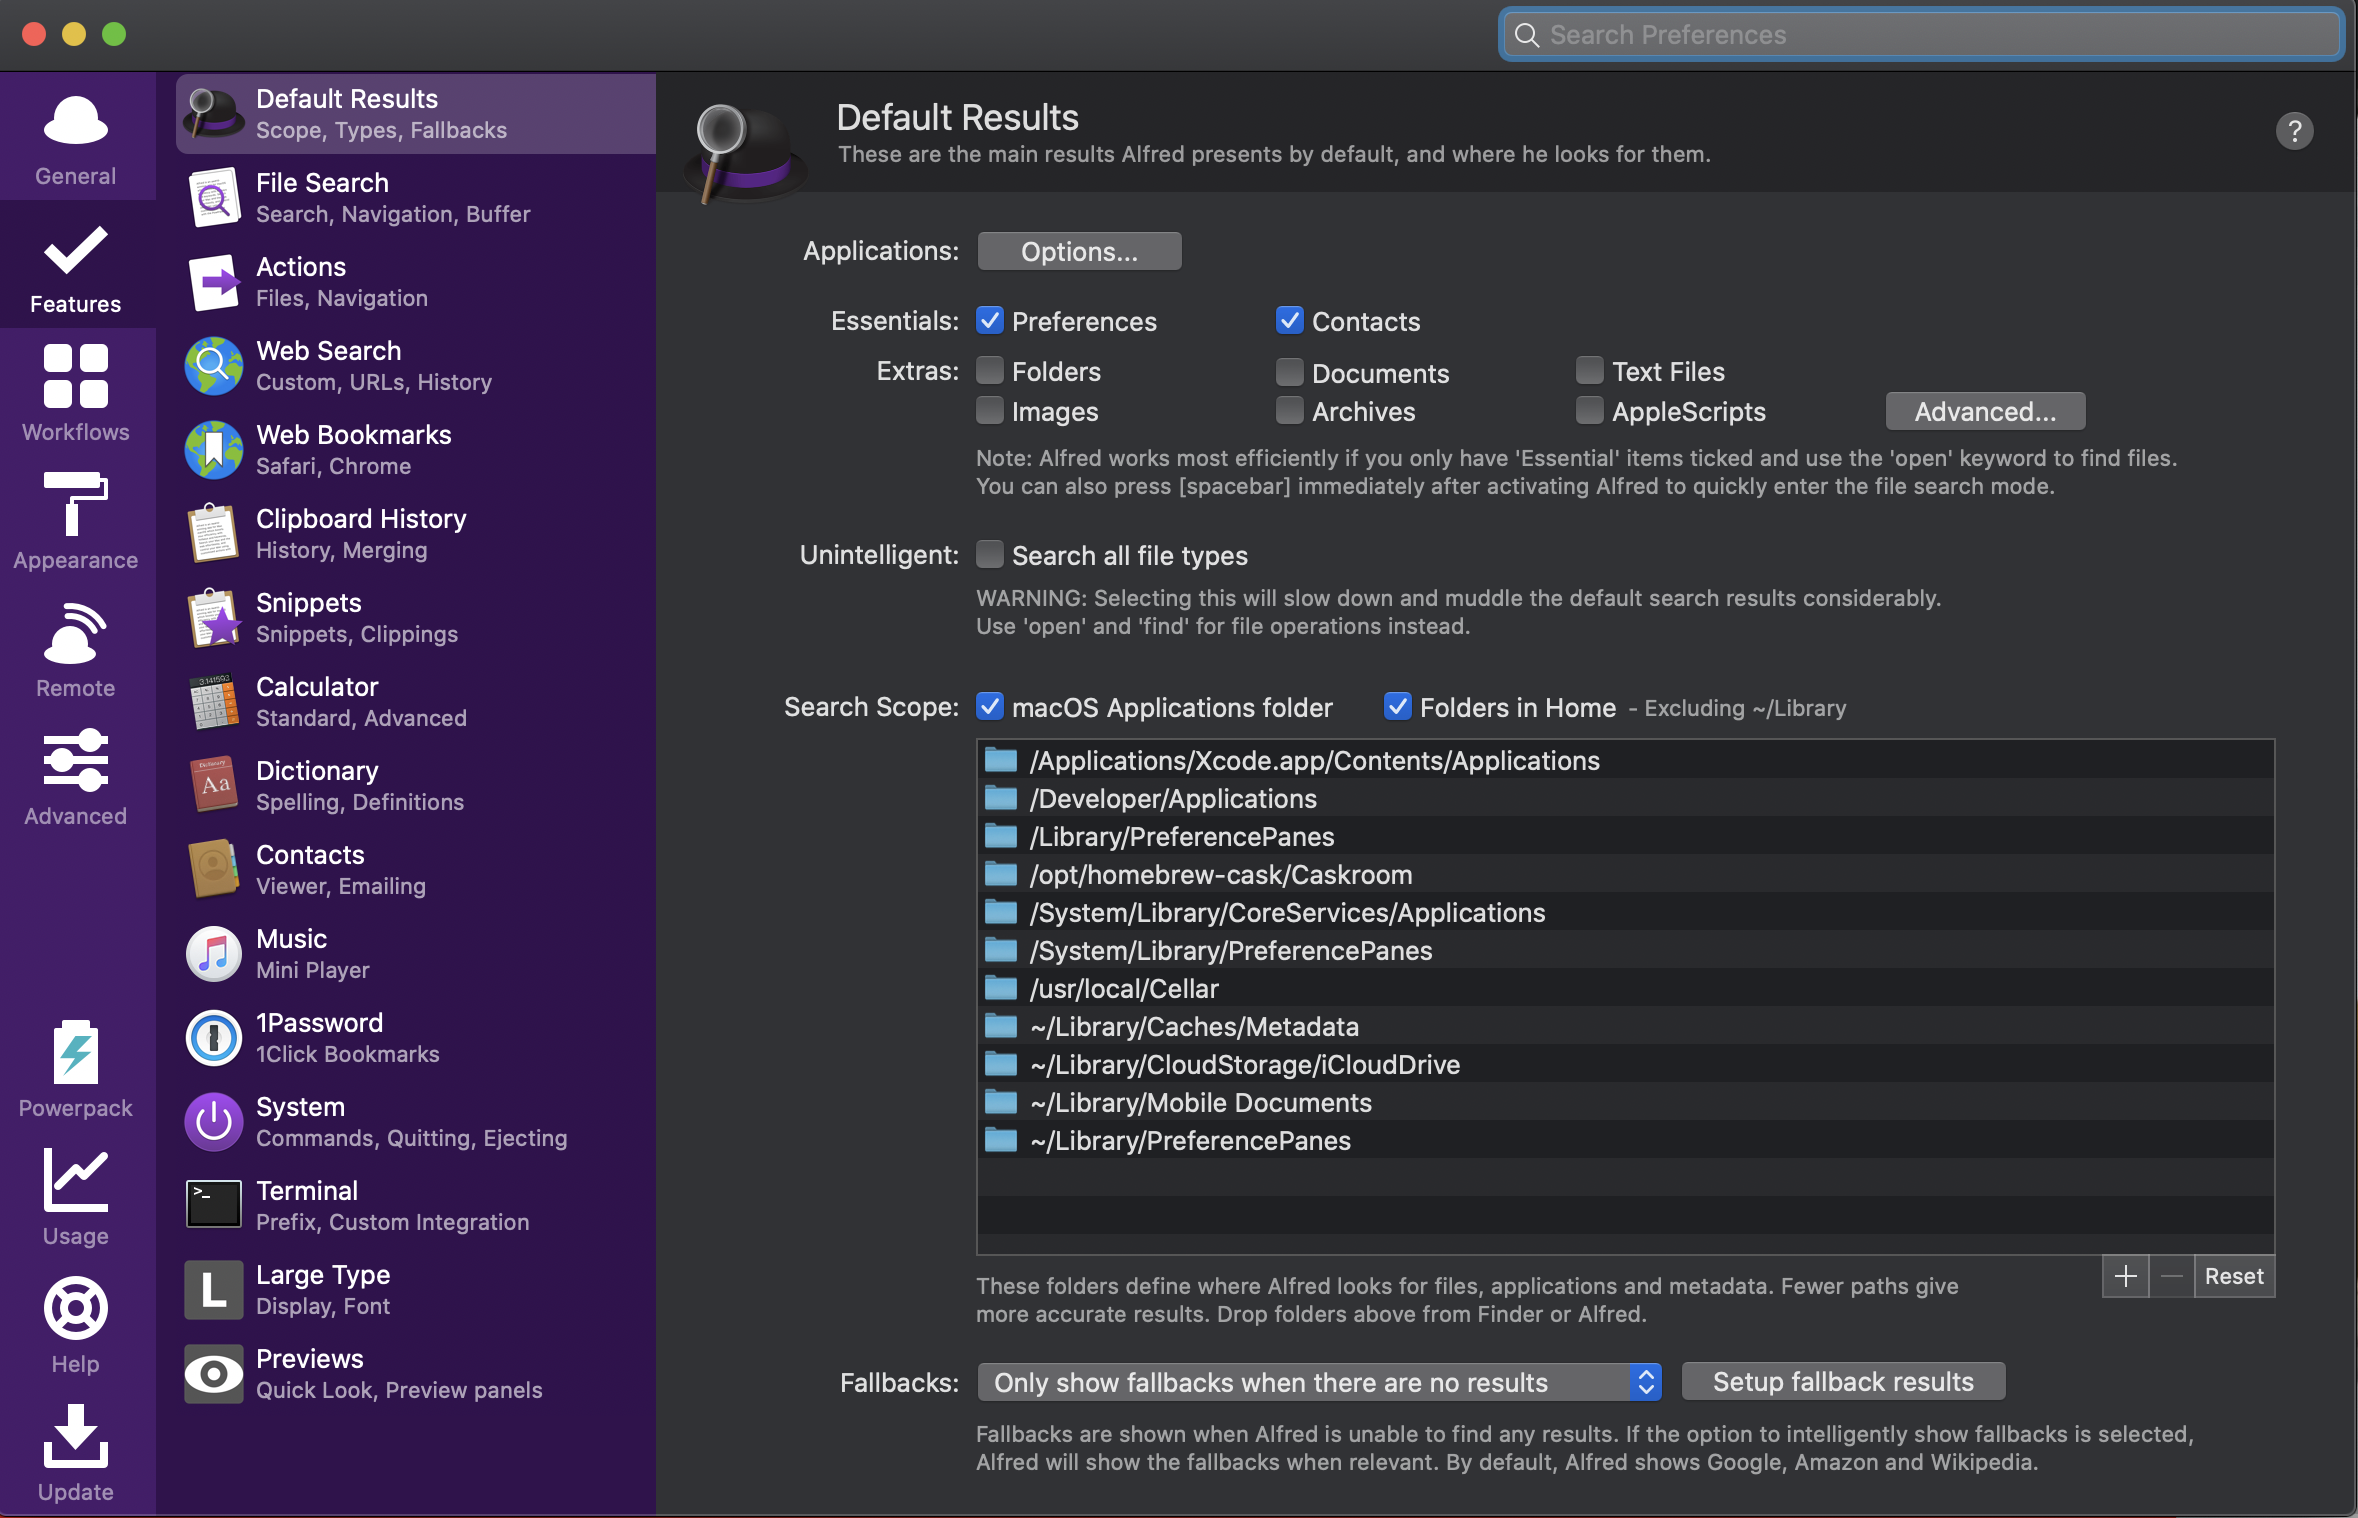 Search Preferences
General
Features
Workflows
Appearance
Remote
Advanced
Powerpack
Usage
Help
Update
Default Results
Scope, Types, Fallbacks
File Search
Search, Navigation, Buffer
Actions
Files, Navigation
Web Search
Custom, URLs, History
Web Bookmarks
Safari, Chrome
Clipboard History
History, Merging
Snippets
Snippets, Clippings
3.141593
Calculator
Standard, Advanced
Dictionary
Aa
Dictionary
Spelling, Definitions
Contacts
Viewer, Emailing
Music
Mini Player
1Password
1Click Bookmarks
System
Commands, Quitting, Ejecting
>_
Terminal
Prefix, Custom Integration
L
Large Type
Display, Font
Previews
Quick Look, Preview panels
Default Results
These are the main results Alfred presents by default, and where he looks for them.
?
Applications: Options...
Essentials: Preferences Contacts
Extras: Folders Documents Text Files
Images Archives AppleScripts Advanced...
Note: Alfred works most efficiently if you only have 'Essential' items ticked and use the 'open' keyword to find files.
You can also press [spacebar] immediately after activating Alfred to quickly enter the file search mode.
Unintelligent: Search all file types
WARNING: Selecting this will slow down and muddle the default search results considerably.
Use 'open' and 'find' for file operations instead.
Search Scope: macOS Applications folder Folders in Home - Excluding ~/Library
/Applications/Xcode.app/Contents/Applications
/Developer/Applications
/Library/PreferencePanes
/opt/homebrew-cask/Caskroom
/System/Library/CoreServices/Applications
/System/Library/PreferencePanes
/usr/local/Cellar
~/Library/Caches/Metadata
~/Library/CloudStorage/iCloudDrive
~/Library/Mobile Documents
~/Library/PreferencePanes
+ — Reset
These folders define where Alfred looks for files, applications and metadata. Fewer paths give
more accurate results. Drop folders above from Finder or Alfred.
Fallbacks: Only show fallbacks when there are no results Setup fallback results
Fallbacks are shown when Alfred is unable to find any results. If the option to intelligently show fallbacks is selected,
Alfred will show the fallbacks when relevant. By default, Alfred shows Google, Amazon and Wikipedia.